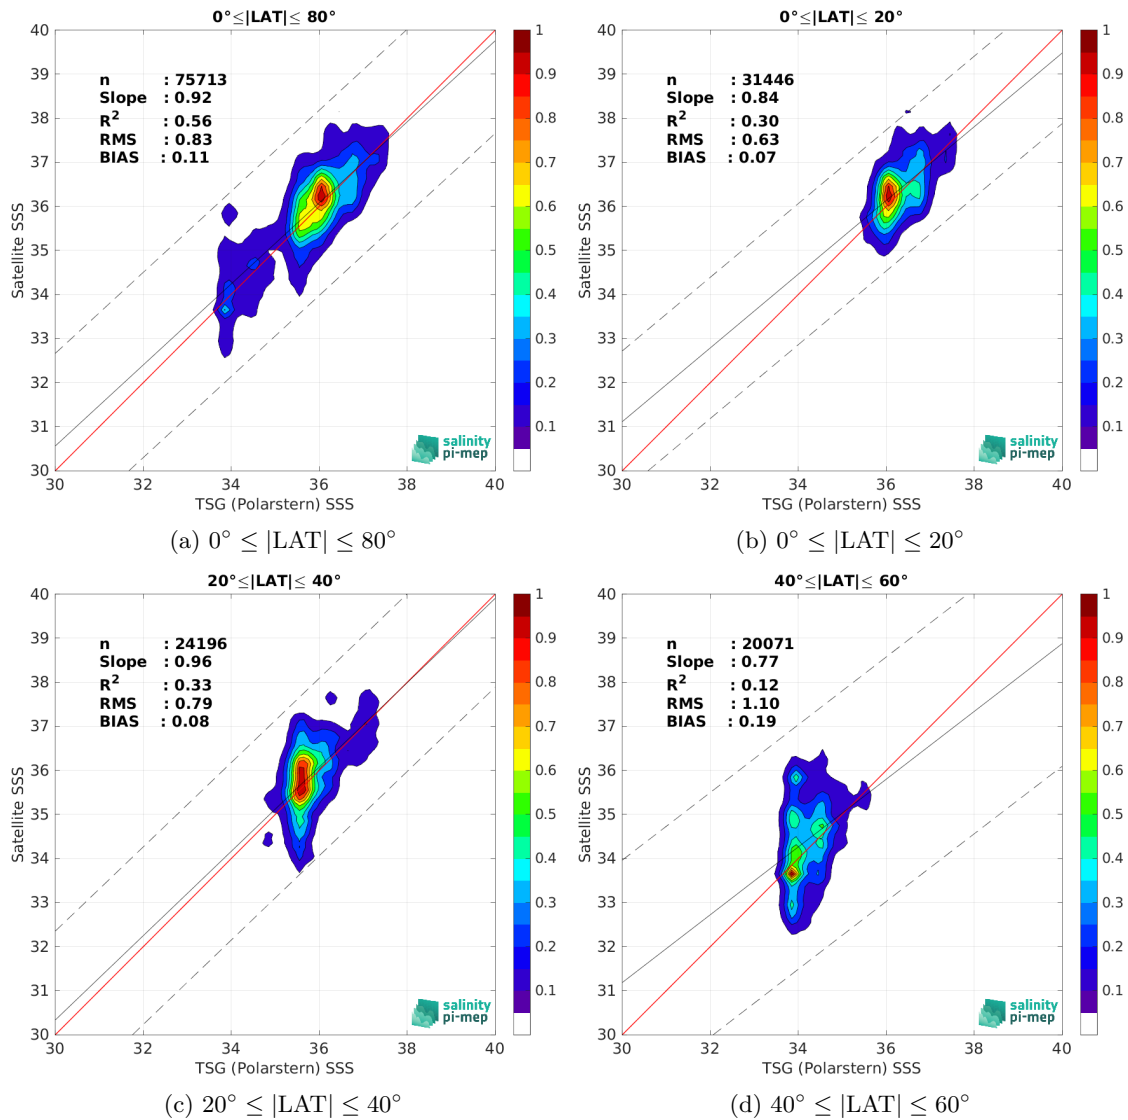 0°≤|LAT|≤ 80°
40
39
38
37
36
35
34
33
32
31
30
Satellite SSS
n : 75713
Slope : 0.92
R² : 0.56
RMS : 0.83
BIAS : 0.11
30 32 34 36 38 40
TSG (Polarstern) SSS
salinity
pi-mep
1
0.9
0.8
0.7
0.6
0.5
0.4
0.3
0.2
0.1
(a) 0° ≤ |LAT| ≤ 80°
0°≤|LAT|≤ 20°
40
39
38
37
36
35
34
33
32
31
30
Satellite SSS
n : 31446
Slope : 0.84
R² : 0.30
RMS : 0.63
BIAS : 0.07
30 32 34 36 38 40
TSG (Polarstern) SSS
salinity
pi-mep
1
0.9
0.8
0.7
0.6
0.5
0.4
0.3
0.2
0.1
(b) 0° ≤ |LAT| ≤ 20°
20°≤|LAT|≤ 40°
40
39
38
37
36
35
34
33
32
31
30
Satellite SSS
n : 24196
Slope : 0.96
R² : 0.33
RMS : 0.79
BIAS : 0.08
30 32 34 36 38 40
TSG (Polarstern) SSS
salinity
pi-mep
1
0.9
0.8
0.7
0.6
0.5
0.4
0.3
0.2
0.1
(c) 20° ≤ |LAT| ≤ 40°
40°≤|LAT|≤ 60°
40
39
38
37
36
35
34
33
32
31
30
Satellite SSS
n : 20071
Slope : 0.77
R² : 0.12
RMS : 1.10
BIAS : 0.19
30 32 34 36 38 40
TSG (Polarstern) SSS
salinity
pi-mep
1
0.9
0.8
0.7
0.6
0.5
0.4
0.3
0.2
0.1
(d) 40° ≤ |LAT| ≤ 60°